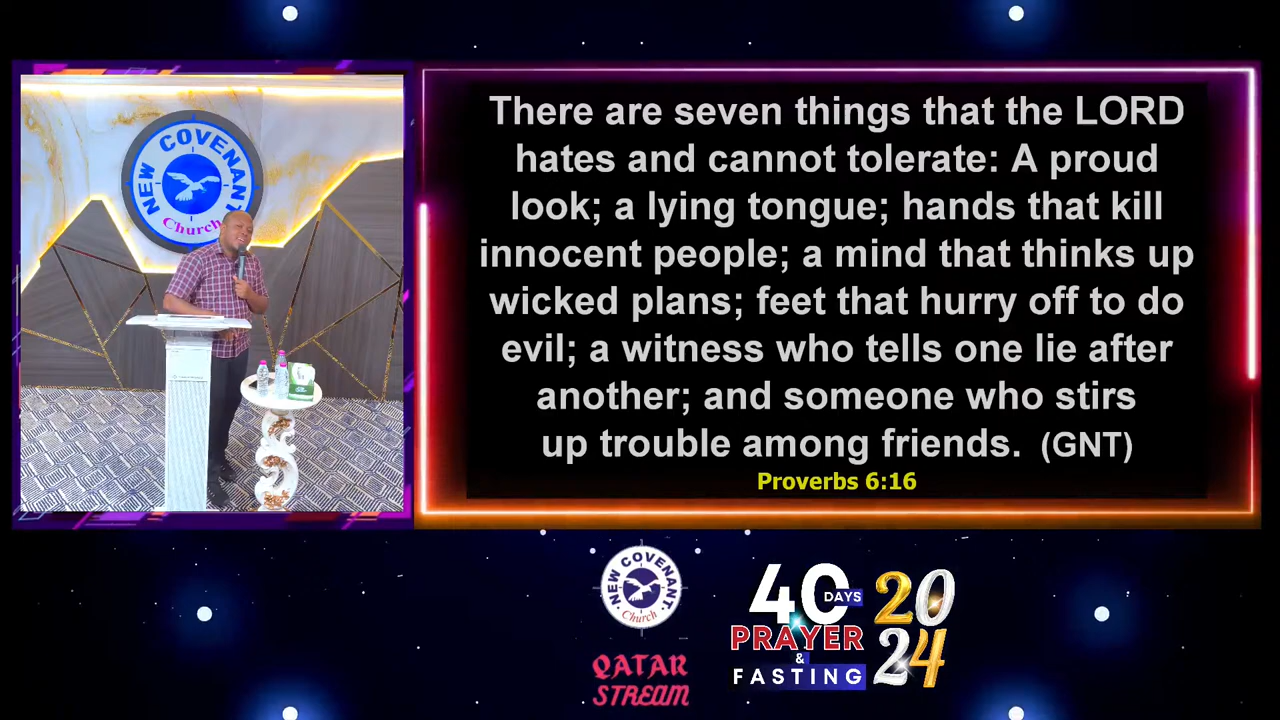 NEW COVENANT
Church
There are seven things that the LORD
hates and cannot tolerate: A proud
look; a lying tongue; hands that kill
innocent people; a mind that thinks up
wicked plans; feet that hurry off to do
evil; a witness who tells one lie after
another; and someone who stirs
up trouble among friends. (GNT)
Proverbs 6:16
NEW COVENANT
Church
QATAR
STREAM
40
DAYS
PRAYER
&
FASTING
20
24